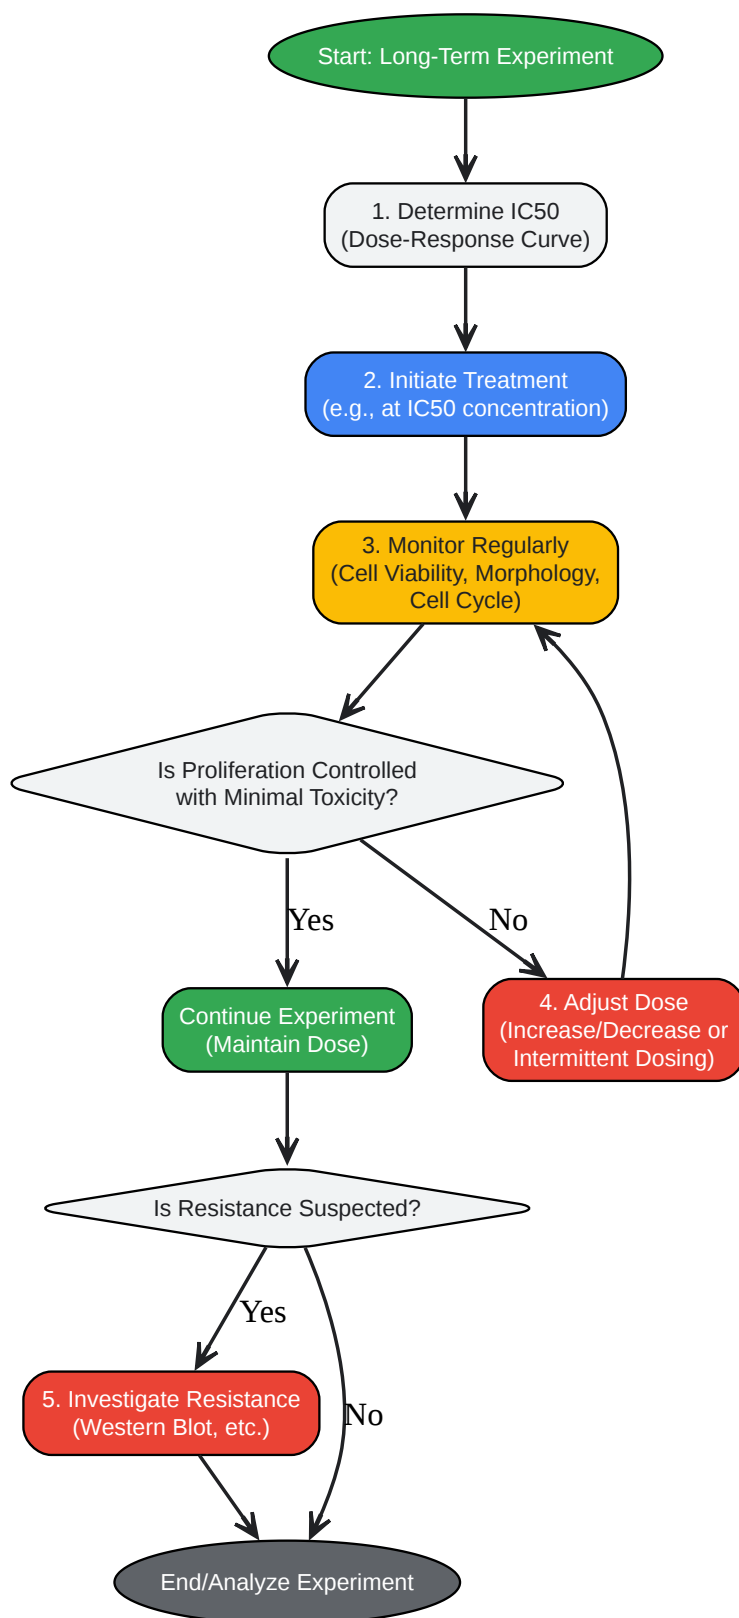 Start: Long-Term Experiment
1. Determine IC50
(Dose-Response Curve)
2. Initiate Treatment
(e.g., at IC50 concentration)
3. Monitor Regularly
(Cell Viability, Morphology,
Cell Cycle)
Is Proliferation Controlled
with Minimal Toxicity?
Yes
No
Continue Experiment
(Maintain Dose)
4. Adjust Dose
(Increase/Decrease or
Intermittent Dosing)
Is Resistance Suspected?
Yes
No
5. Investigate Resistance
(Western Blot, etc.)
End/Analyze Experiment